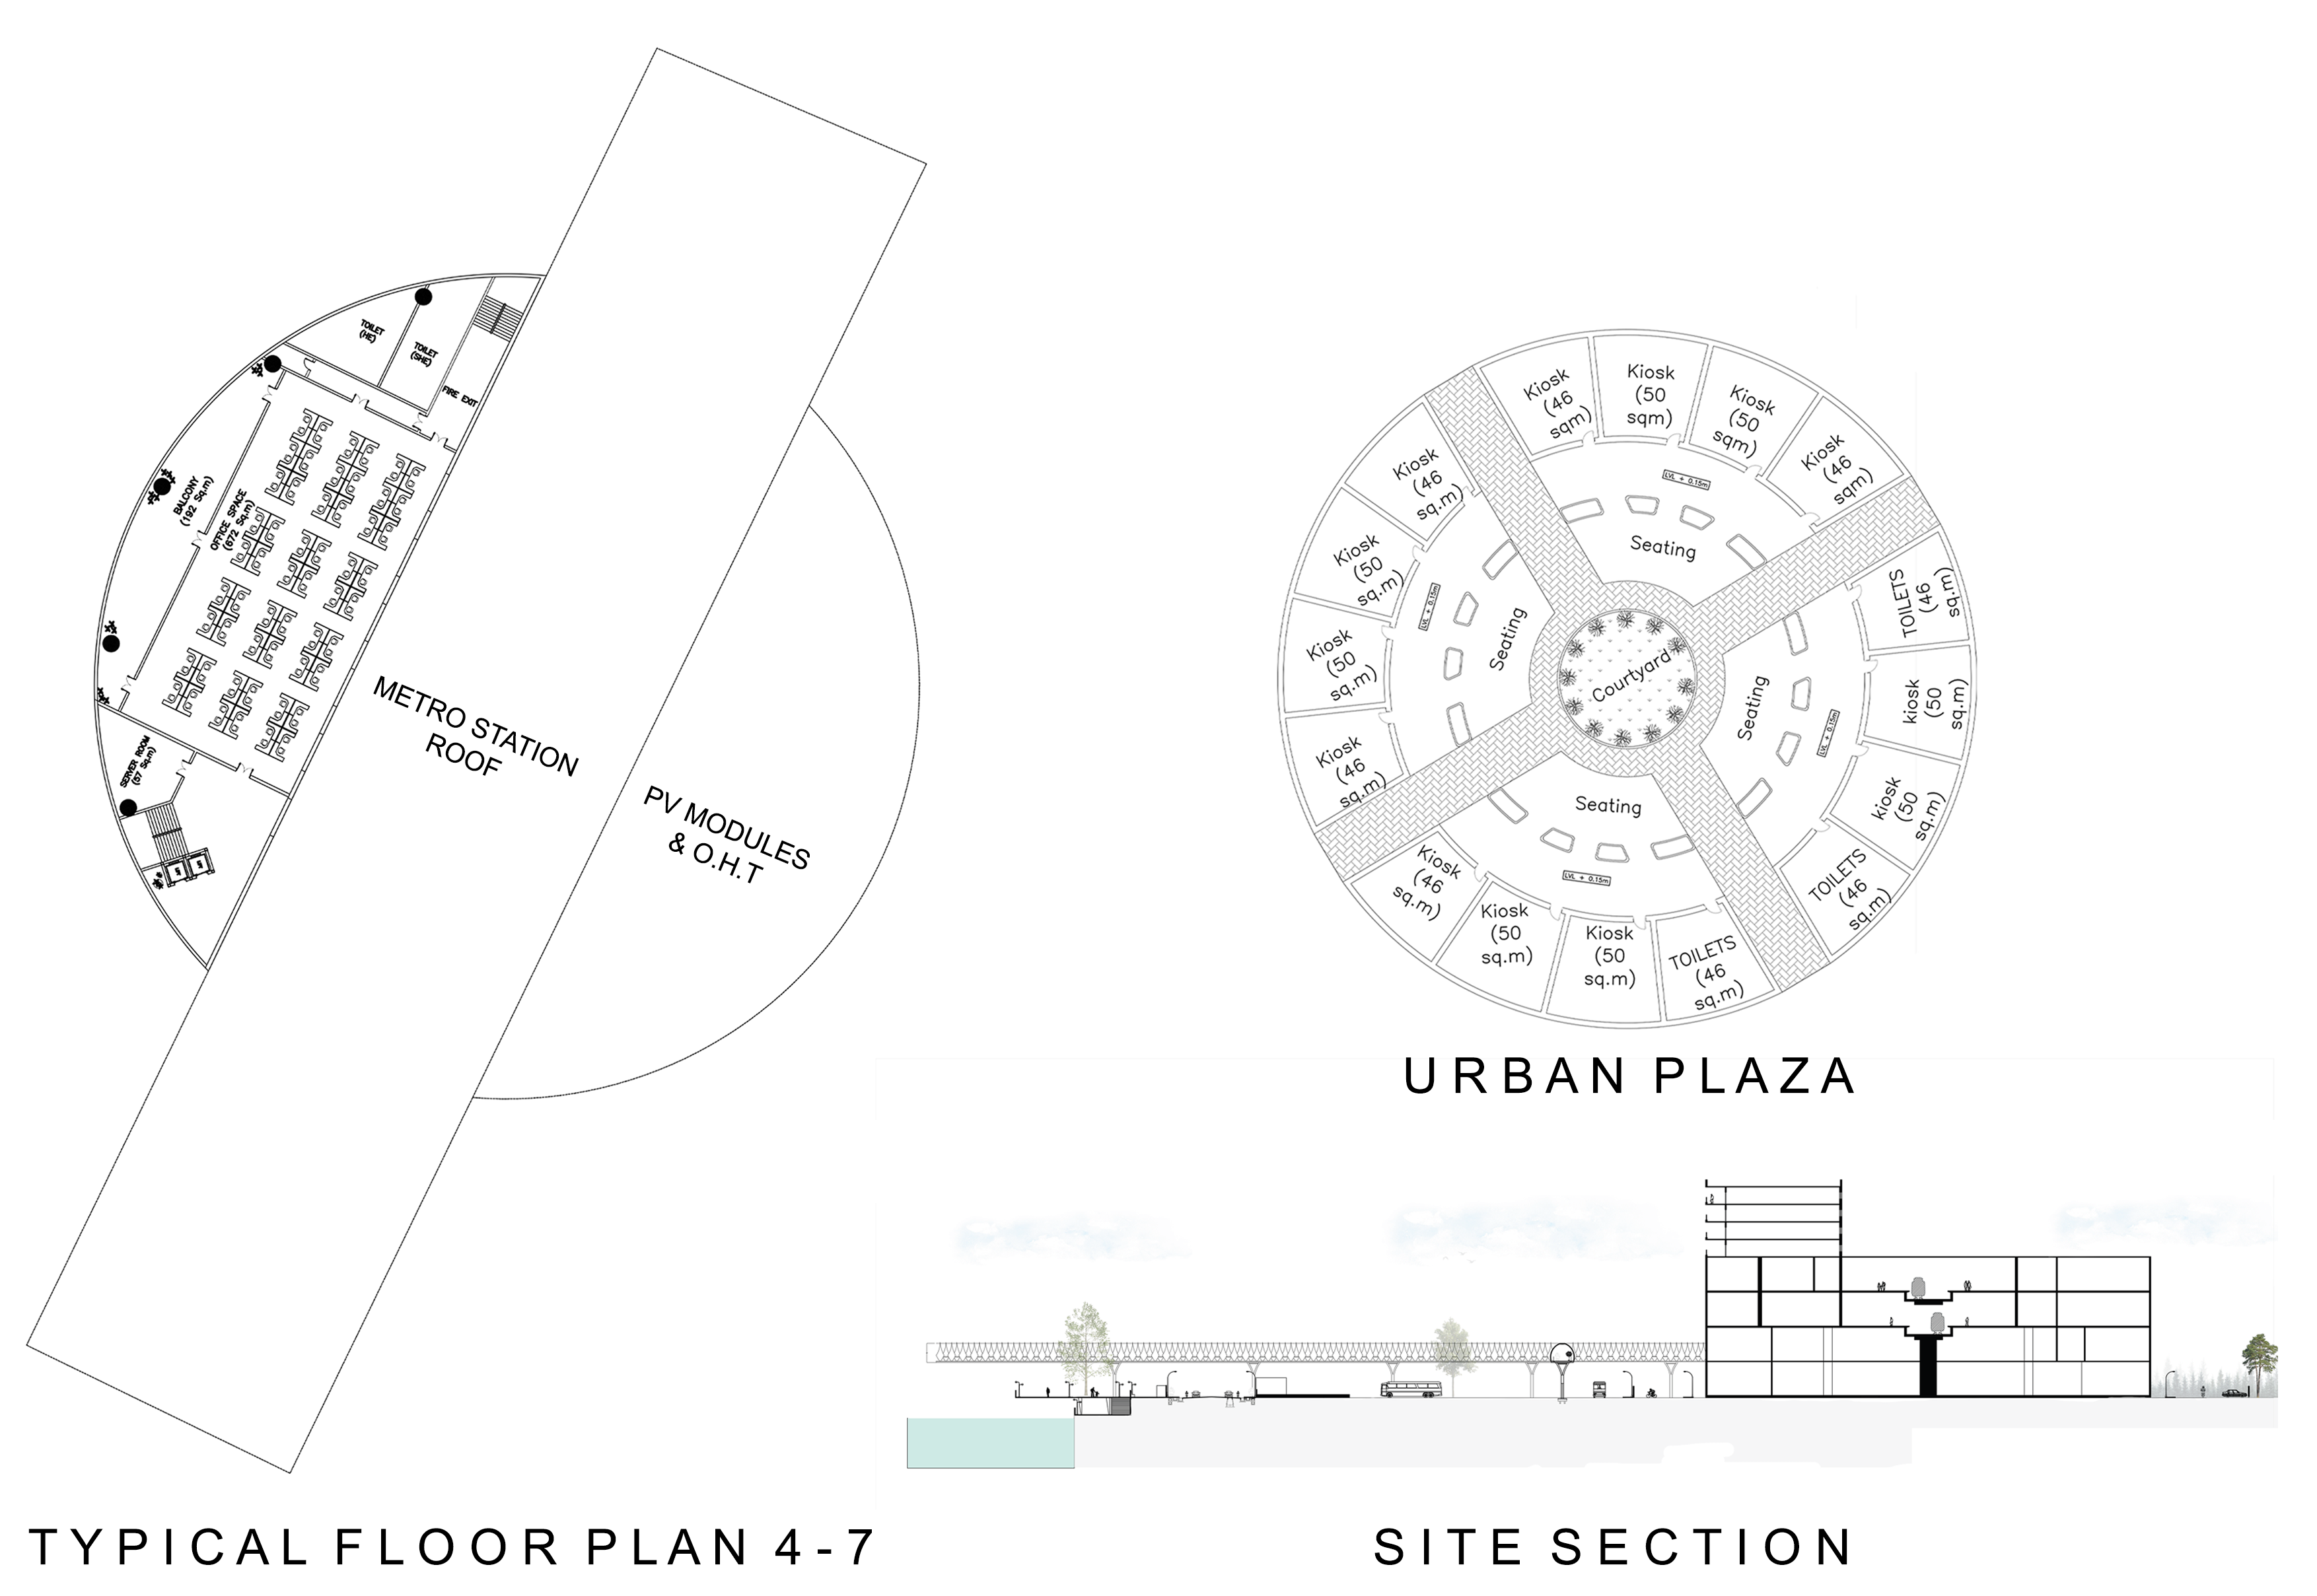 TOILET
(HE)
TOILET
(SHE)
FIRE EXIT
BALCONY
(192 Sq.m)
OFFICE SPACE
(672 Sq.m)
SERVER ROOM
(57 Sq.m)
METRO STATION
ROOF
PV MODULES
& O.H.T
TYPICAL FLOOR PLAN 4-7
Kiosk
(46
sqm)
Kiosk
(50
sqm)
Kiosk
(50
sqm)
Kiosk
(46
sqm)
LVL + 0.15m
Seating
Kiosk
(46
sq.m)
Kiosk
(50
sq.m)
Kiosk
(50
sq.m)
Kiosk
(46
sq.m)
LVL + 0.15m
Seating
Courtyard
TOILETS
(46
sq.m)
kiosk
(50
sq.m)
kiosk
(50
sq.m)
TOILETS
(46
sq.m)
Seating
LVL + 0.15m
Seating
LVL + 0.15m
Kiosk
(46
sq.m)
Kiosk
(50
sq.m)
Kiosk
(50
sq.m)
TOILETS
(46
sq.m)
URBAN PLAZA
SITE SECTION